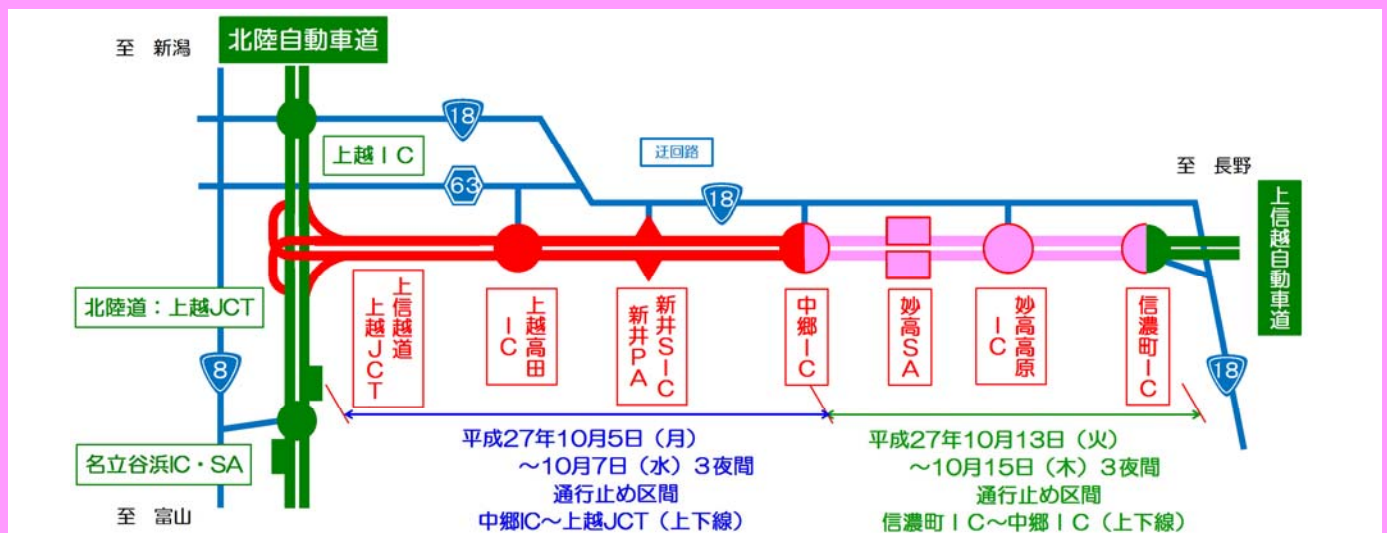 至 新潟
北陸自動車道
18
上越IC
迂回路
63
18
至 長野
上信越自動車道
北陸道：上越JCT
上信越道
上越JCT
上越高田
IC
新井SIC
新井PA
中郷IC
妙高SA
妙高高原
IC
信濃町IC
8
18
名立谷浜IC・SA
至 富山
平成27年10月5日（月）
～10月7日（水）3夜間
通行止め区間
中郷IC～上越JCT（上下線）
平成27年10月13日（火）
～10月15日（木）3夜間
通行止め区間
信濃町IC～中郷IC（上下線）